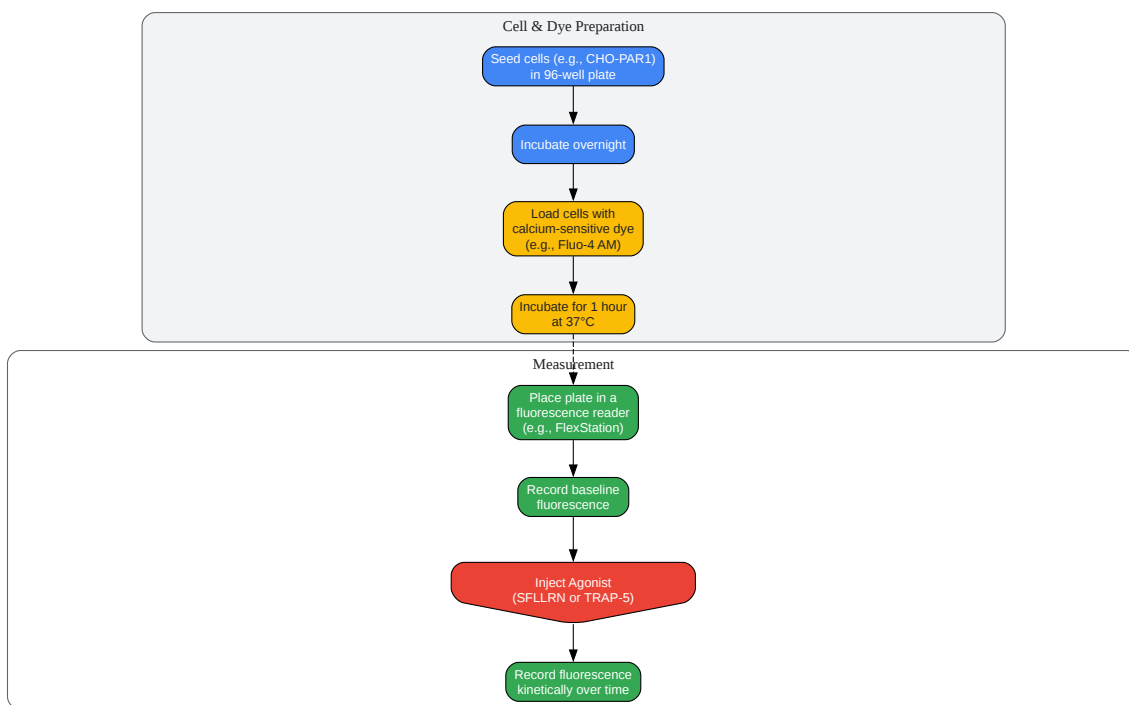 Cell & Dye Preparation
Seed cells (e.g., CHO-PAR1)
in 96-well plate
Incubate overnight
Load cells with
calcium-sensitive dye
(e.g., Fluo-4 AM)
Incubate for 1 hour
at 37°C
Measurement
Place plate in a
fluorescence reader
(e.g., FlexStation)
Record baseline
fluorescence
Inject Agonist
(SFLLRN or TRAP-5)
Record fluorescence
kinetically over time